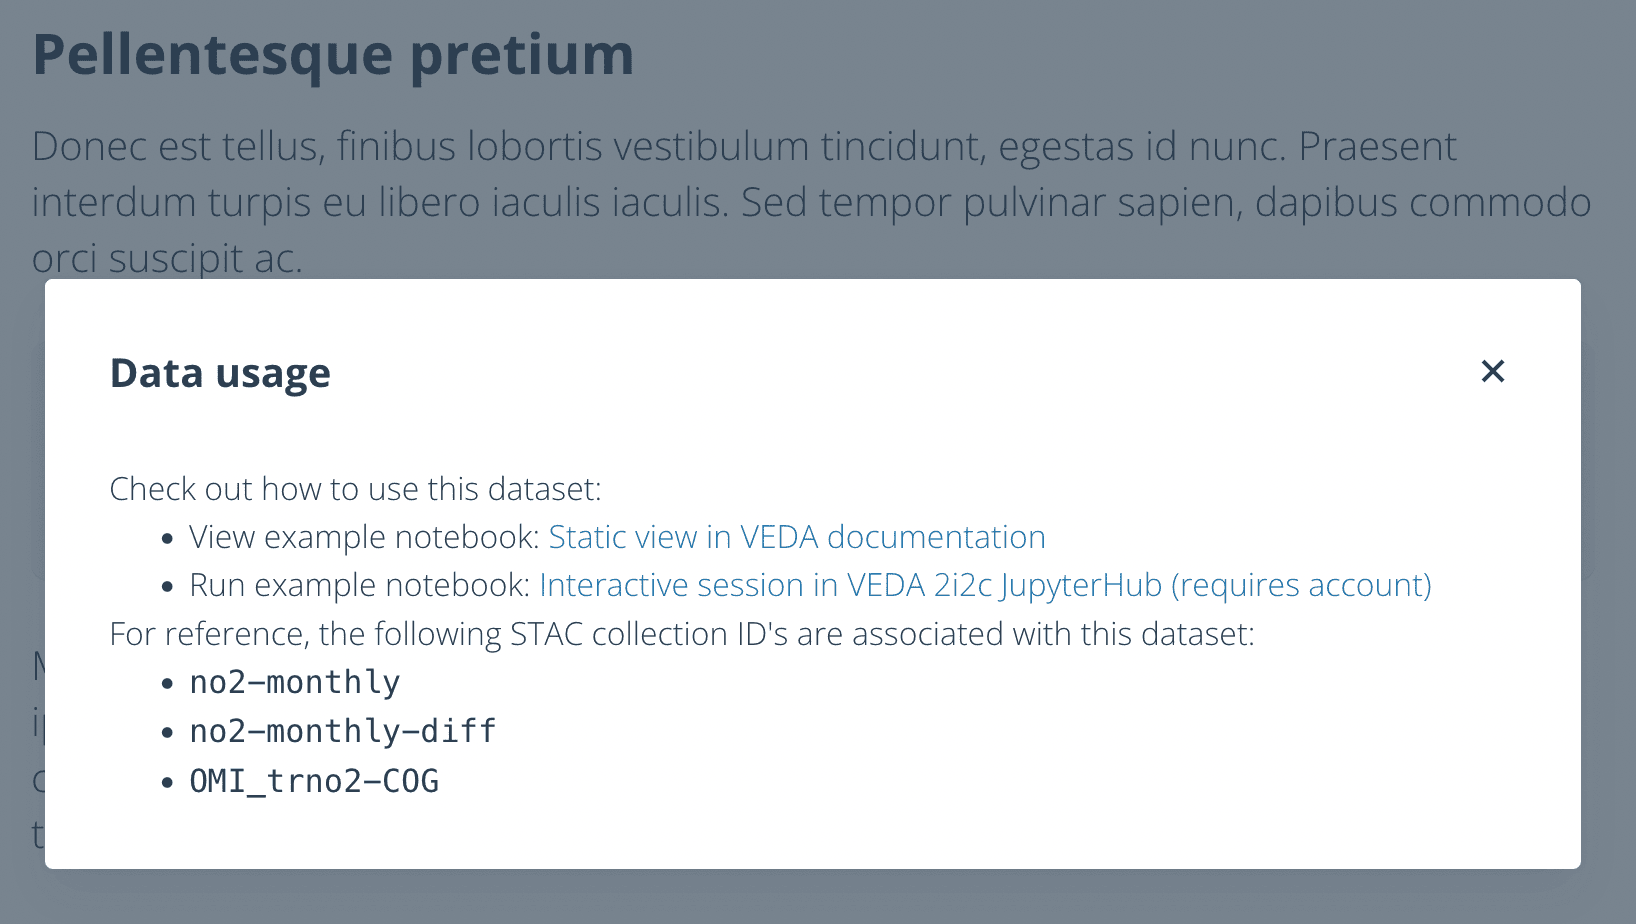 Pellentesque pretium
Donec est tellus, finibus lobortis vestibulum tincidunt, egestas id nunc. Praesent
interdum turpis eu libero iaculis iaculis. Sed tempor pulvinar sapien, dapibus commodo
orci suscipit ac.
Data usage
Check out how to use this dataset:
• View example notebook: Static view in VEDA documentation
• Run example notebook: Interactive session in VEDA 2i2c JupyterHub (requires account)
For reference, the following STAC collection ID's are associated with this dataset:
• no2-monthly
• no2-monthly-diff
• OMI_trno2-COG